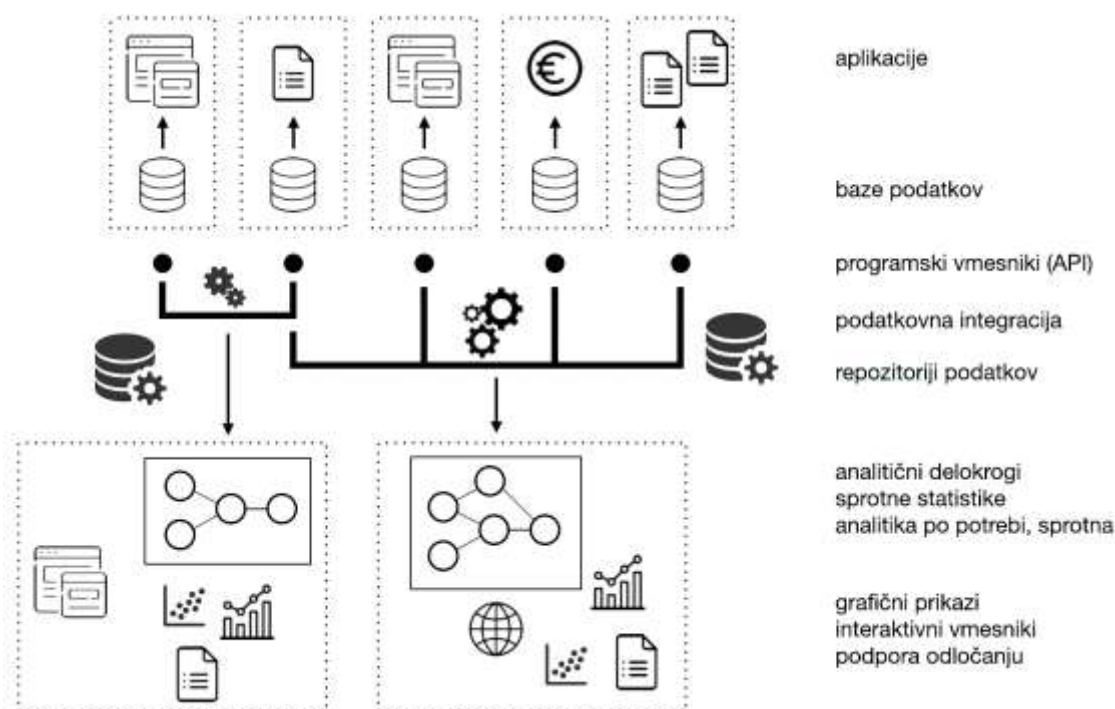 aplikacije
baze podatkov
programski vmesniki (API)
podatkovna integracija
repozitoriji podatkov
analitični delokrogi
sprotne statistike
analitika po potrebi, sprotna
grafični prikazi
interaktivni vmesniki
podpora odločanju